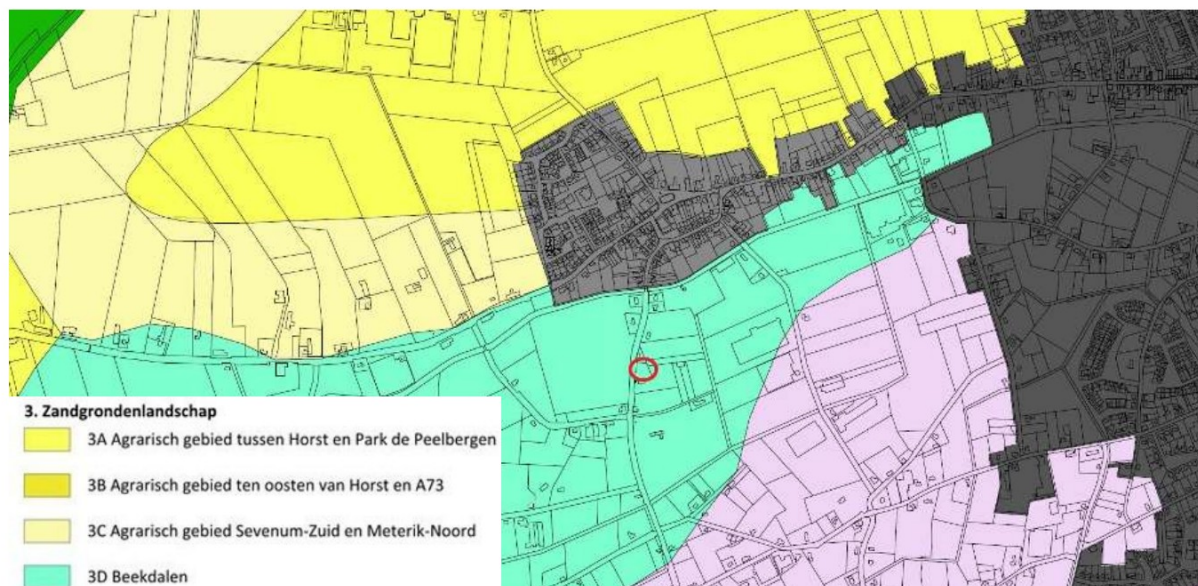 3. Zandgrondenlandschap
3A Agrarisch gebied tussen Horst en Park de Peelbergen
3B Agrarisch gebied ten oosten van Horst en A73
3C Agrarisch gebied Sevenum-Zuid en Meterik-Noord
3D Beekdalen